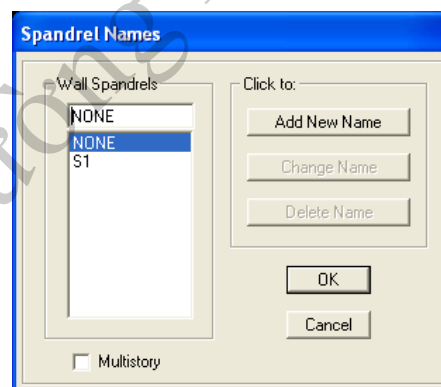 Spandrel Names
Wall Spandrels
NONE
NONE
S1
Multistory
Click to:
Add New Name
Change Name
Delete Name
OK
Cancel